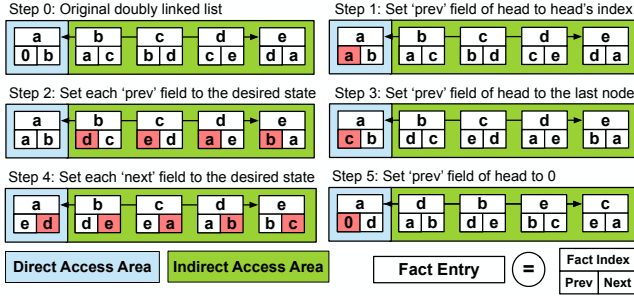 Step 0: Original doubly linked list
a b c d e
0 b a c b d c e d a
Step 1: Set 'prev' field of head to head's index
a b c d e
a b a c b d c e d a
Step 2: Set each 'prev' field to the desired state
a b c d e
a b d c e d a e b a
Step 3: Set 'prev' field of head to the last node
a b c d e
c b d c e d a e b a
Step 4: Set each 'next' field to the desired state
a b c d e
e d d e e a a b b c
Step 5: Set 'prev' field of head to 0
a d b e c
0 d a b d e b c e a
Direct Access Area
Indirect Access Area
Fact Entry = Fact Index
Prev Next